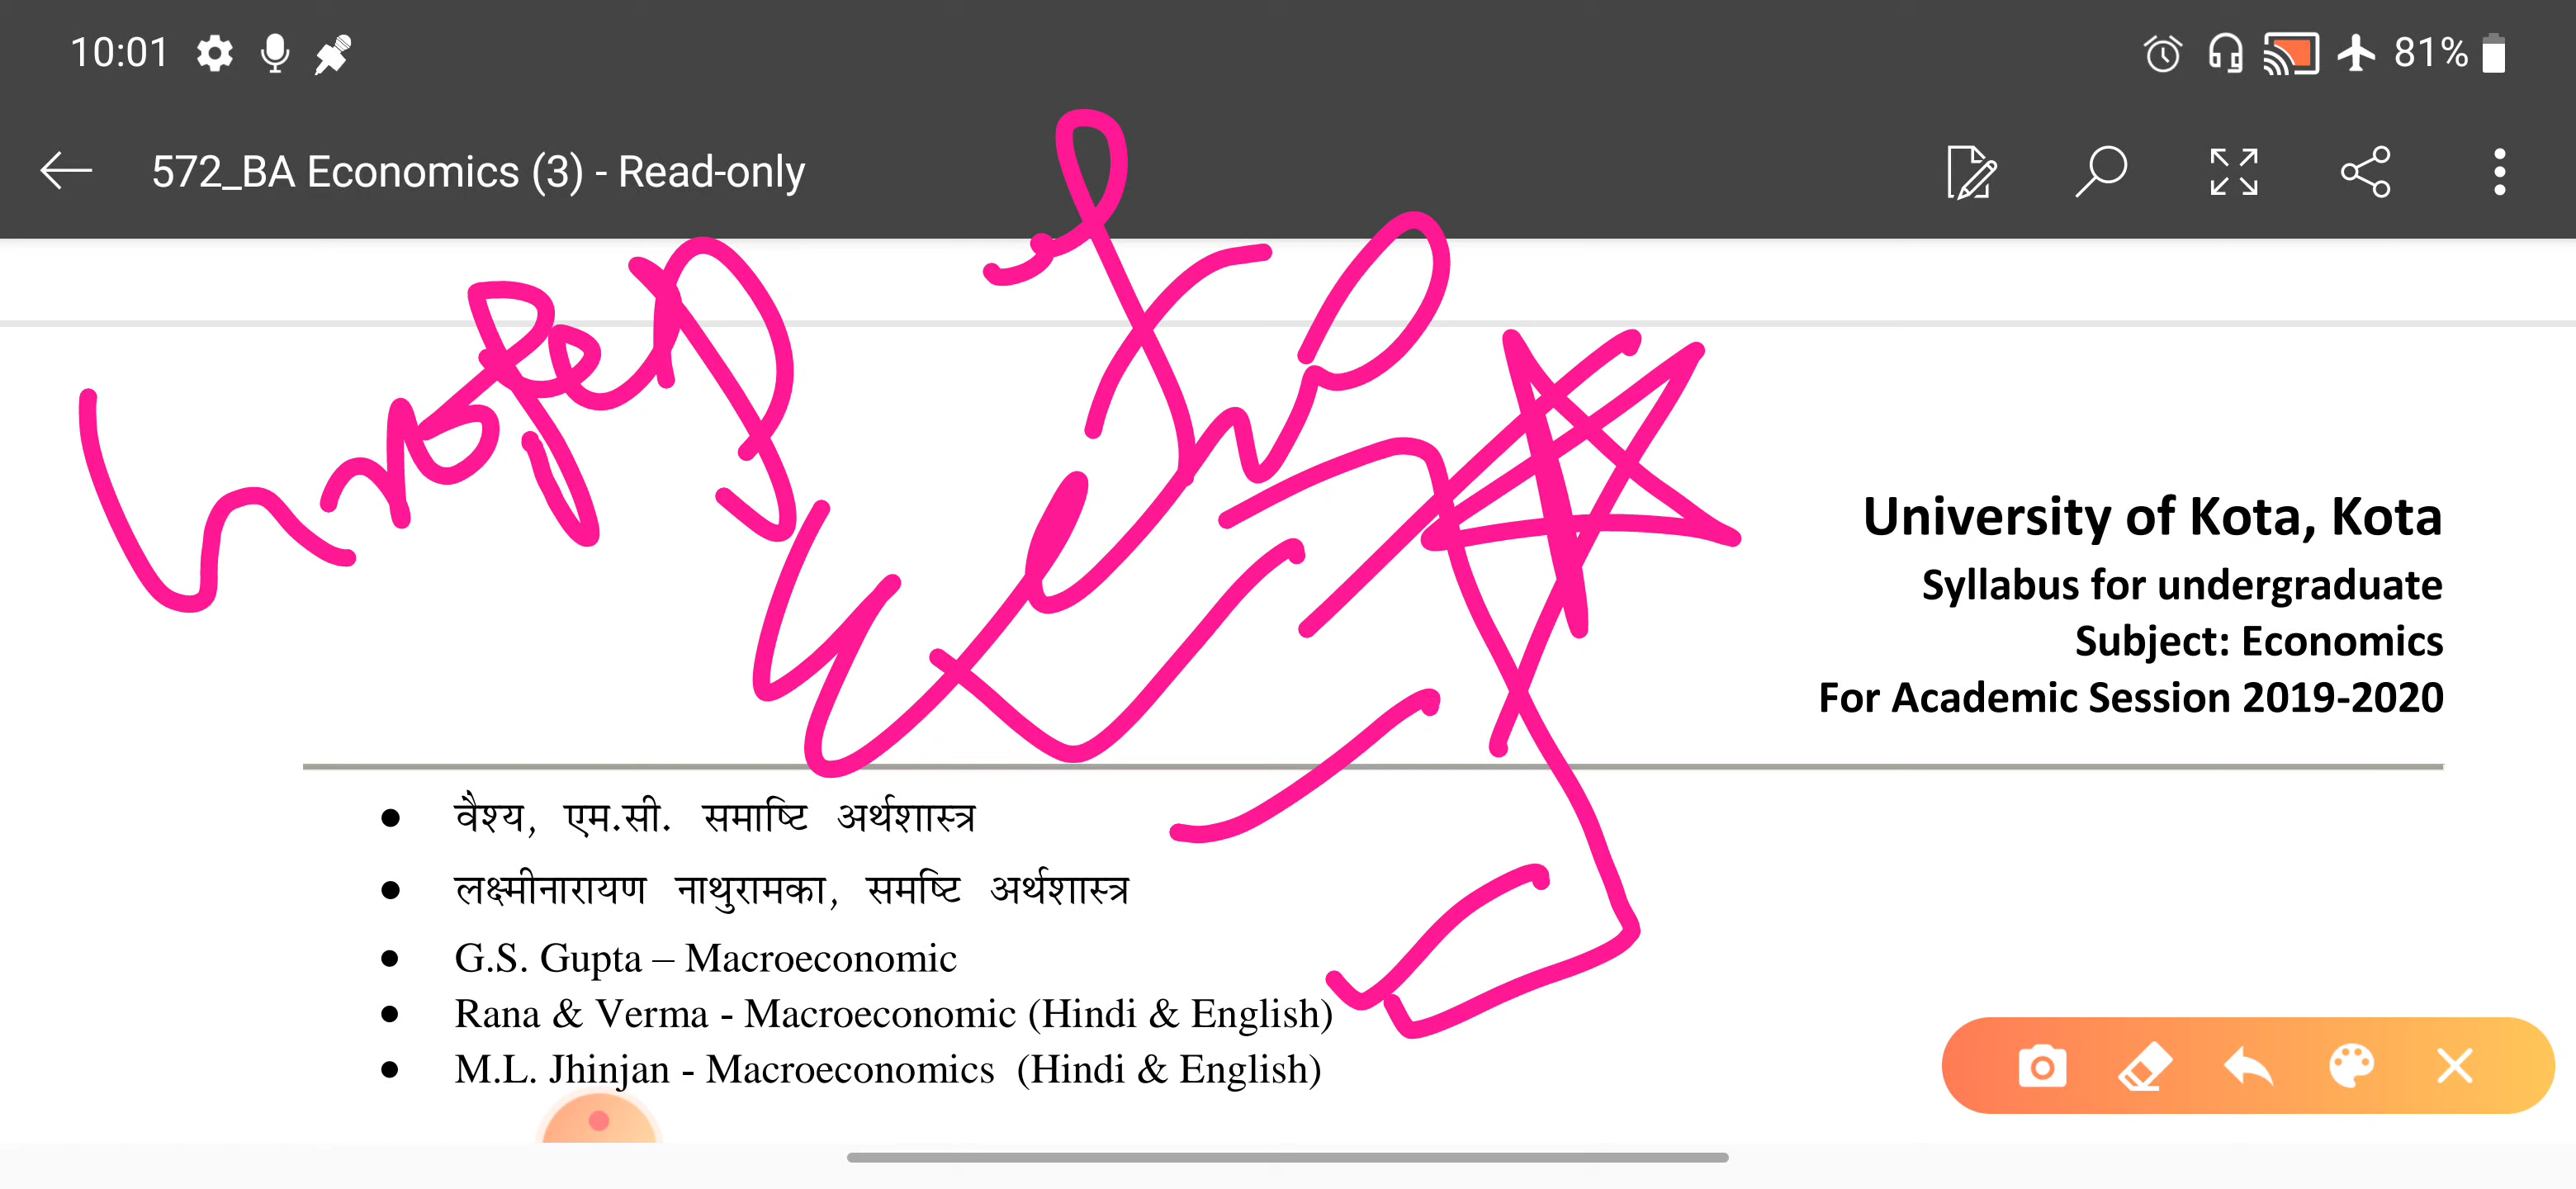 10:01 81%
572_BA Economics (3) - Read-only
University of Kota, Kota
Syllabus for undergraduate
Subject: Economics
For Academic Session 2019-2020
• वैश्य, एम.सी. समाष्टि अर्थशास्त्र
• लक्ष्मीनारायण नाथुरामका, समष्टि अर्थशास्त्र
• G.S. Gupta – Macroeconomic
• Rana & Verma - Macroeconomic (Hindi & English)
• M.L. Jhinjan - Macroeconomics (Hindi & English)